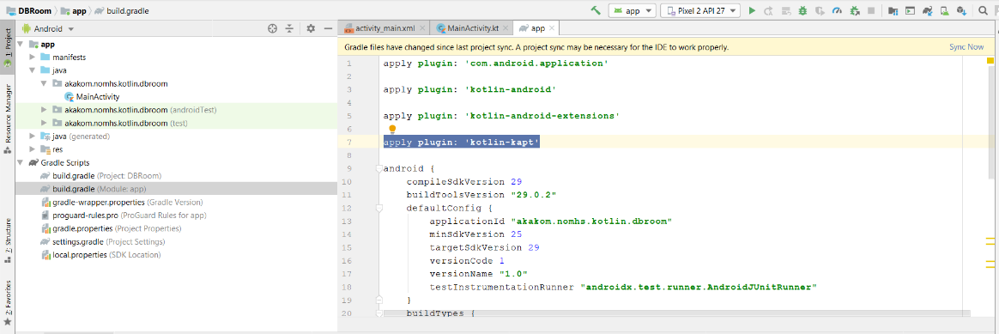 DBRoom app build.gradle
app
Pixel 2 API 27
Android
activity_main.xml
MainActivity.kt
app
1: Project
Resource Manager
7: Structure
2: Favorites
app
manifests
java
akakom.nomhs.kotlin.dbroom
MainActivity
akakom.nomhs.kotlin.dbroom (androidTest)
akakom.nomhs.kotlin.dbroom (test)
java (generated)
res
Gradle Scripts
build.gradle (Project: DBRoom)
build.gradle (Module: app)
gradle-wrapper.properties (Gradle Version)
proguard-rules.pro (ProGuard Rules for app)
gradle.properties (Project Properties)
settings.gradle (Project Settings)
local.properties (SDK Location)
Gradle files have changed since last project sync. A project sync may be necessary for the IDE to work properly.
Sync Now
1 apply plugin: 'com.android.application'
2
3 apply plugin: 'kotlin-android'
4
5 apply plugin: 'kotlin-android-extensions'
6
7 apply plugin: 'kotlin-kapt'
8
9 android {
10 compileSdkVersion 29
11 buildToolsVersion "29.0.2"
12 defaultConfig {
13 applicationId "akakom.nomhs.kotlin.dbroom"
14 minSdkVersion 25
15 targetSdkVersion 29
16 versionCode 1
17 versionName "1.0"
18 testInstrumentationRunner "androidx.test.runner.AndroidJUnitRunner"
19 }
20 buildTypes {